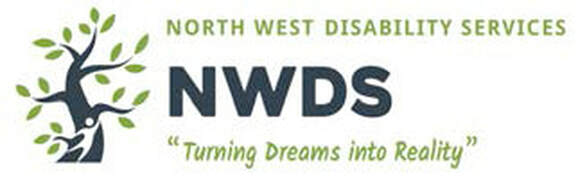 NORTH WEST DISABILITY SERVICES
NWDS
“Turning Dreams into Reality”